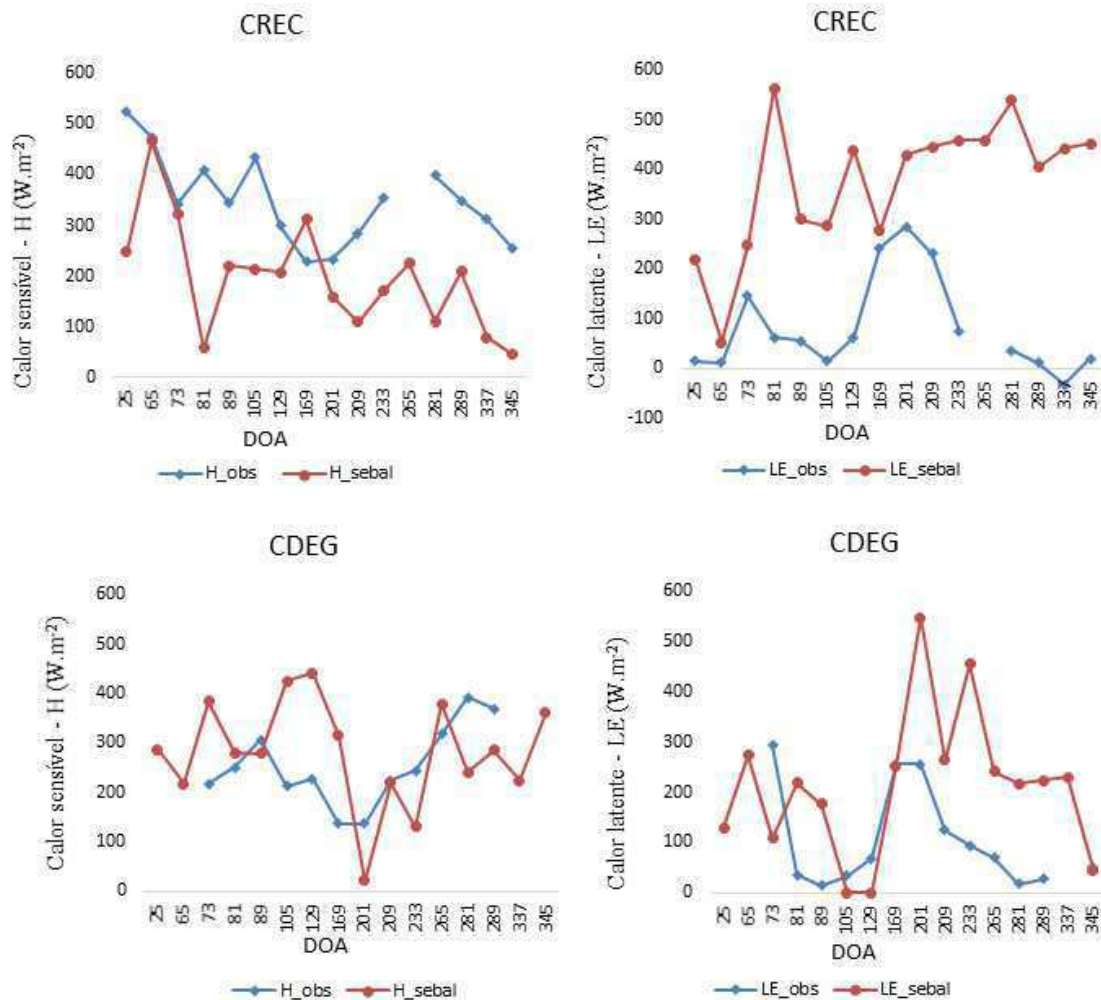 CREC
Calor sensível - H (W.m-2)
600
500
400
300
200
100
0
25 65 73 81 89 105 129 169 201 209 233 265 281 289 337 345
DOA
H_obs H_sebal
CREC
Calor latente - LE (W.m-2)
600
500
400
300
200
100
0
-100
25 65 73 81 89 105 129 169 201 209 233 265 281 289 337 345
DOA
LE_obs LE_sebal
CDEG
Calor sensível - H (W.m-2)
600
500
400
300
200
100
0
25 65 73 81 89 105 129 169 201 209 233 265 281 289 337 345
DOA
H_obs H_sebal
CDEG
Calor latente - LE (W.m-2)
600
500
400
300
200
100
0
25 65 73 81 89 105 129 169 201 209 233 265 281 289 337 345
DOA
LE_obs LE_sebal